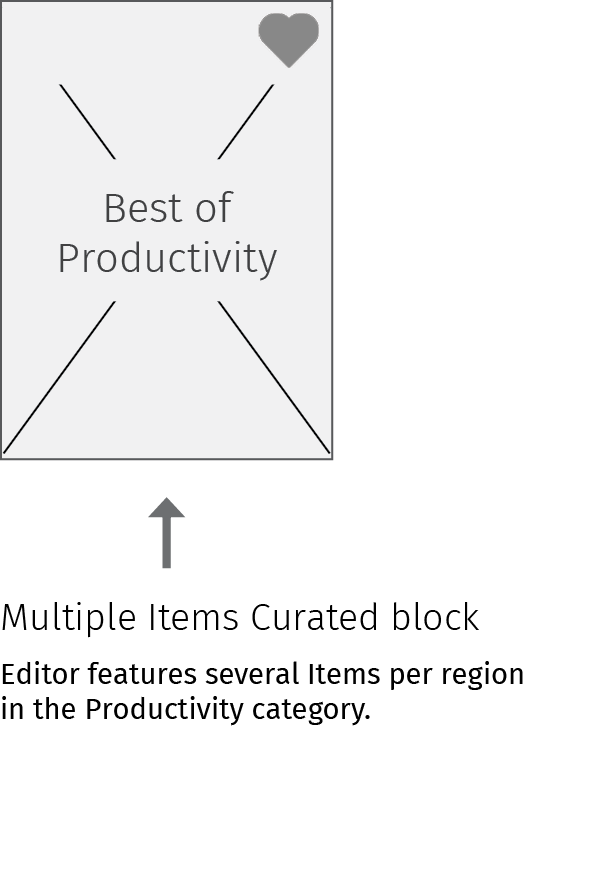 Best of
Productivity
Multiple Items Curated block
Editor features several Items per region
in the Productivity category.